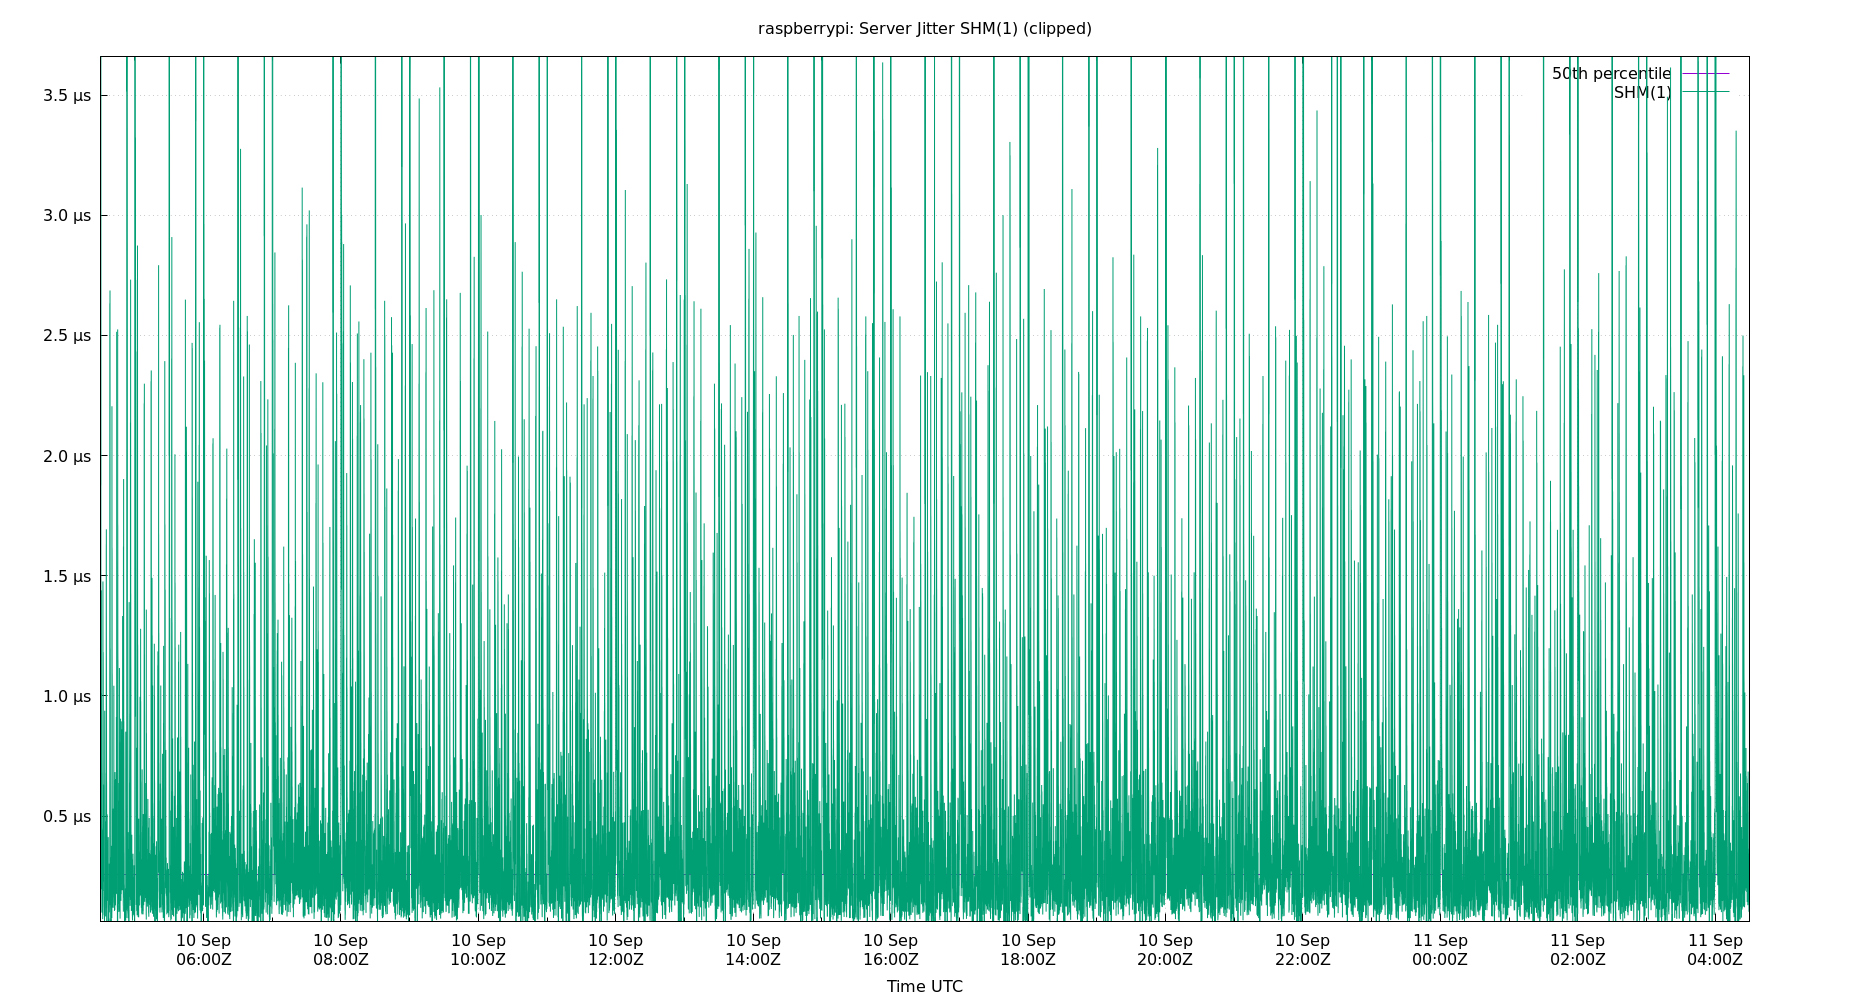 raspberrypi: Server Jitter SHM(1) (clipped)
50th percentile
SHM(1)
3.5 µs
3.0 µs
2.5 µs
2.0 µs
1.5 µs
1.0 µs
0.5 µs
10 Sep 10 Sep 10 Sep 10 Sep 10 Sep 10 Sep 10 Sep 10 Sep 10 Sep 11 Sep 11 Sep 11 Sep
06:00Z 08:00Z 10:00Z 12:00Z 14:00Z 16:00Z 18:00Z 20:00Z 22:00Z 00:00Z 02:00Z 04:00Z
Time UTC